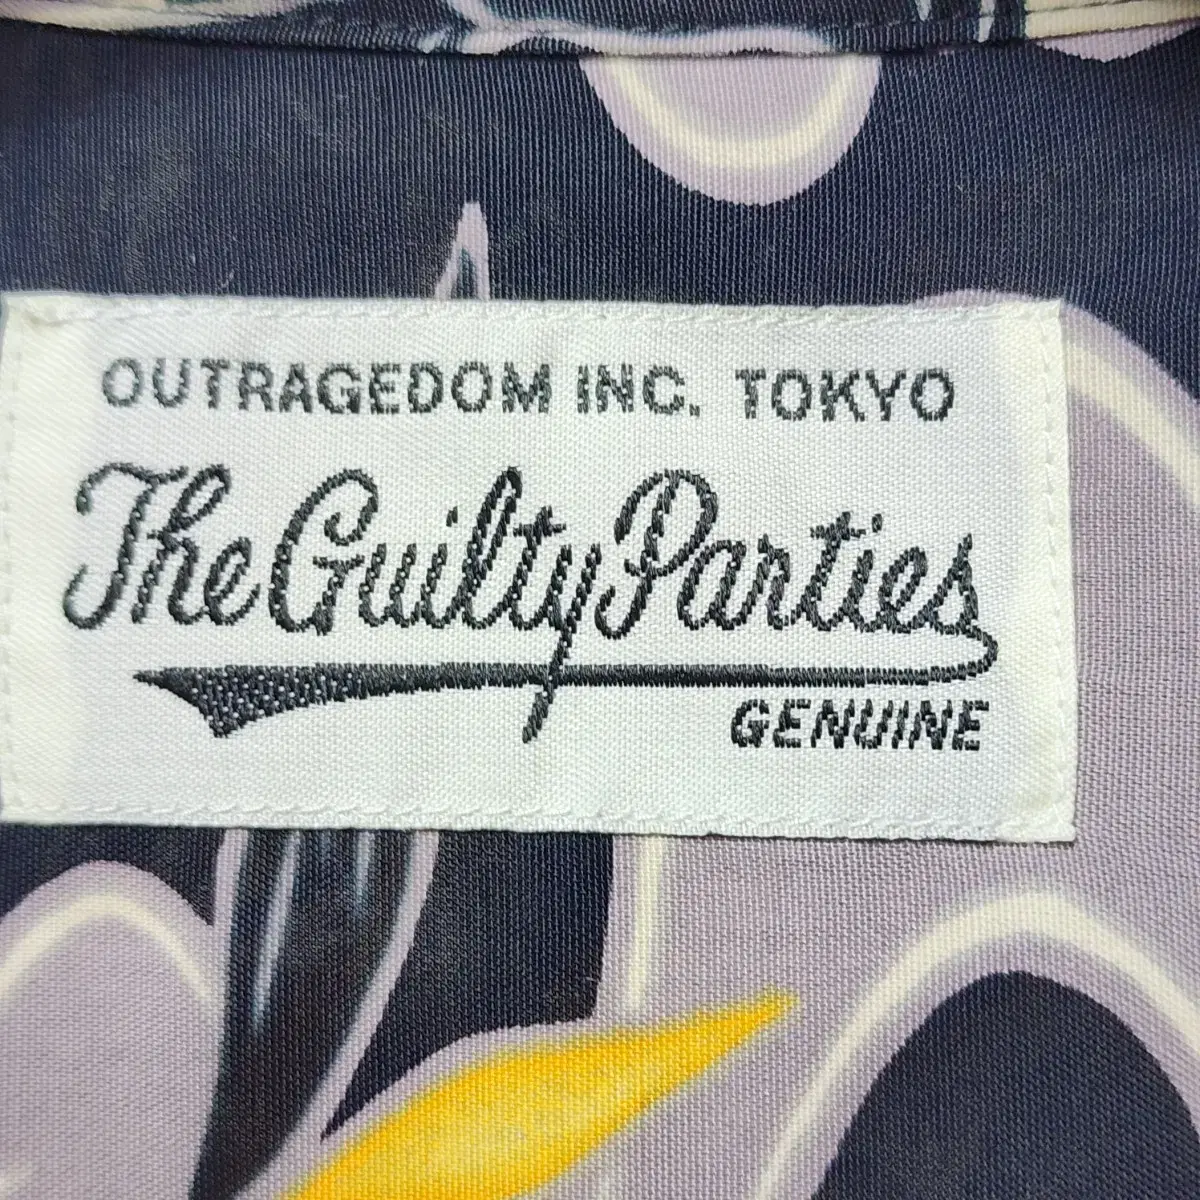 OUTRAGEDOM INC. TOKYO
The Guilty Parties
GENUINE